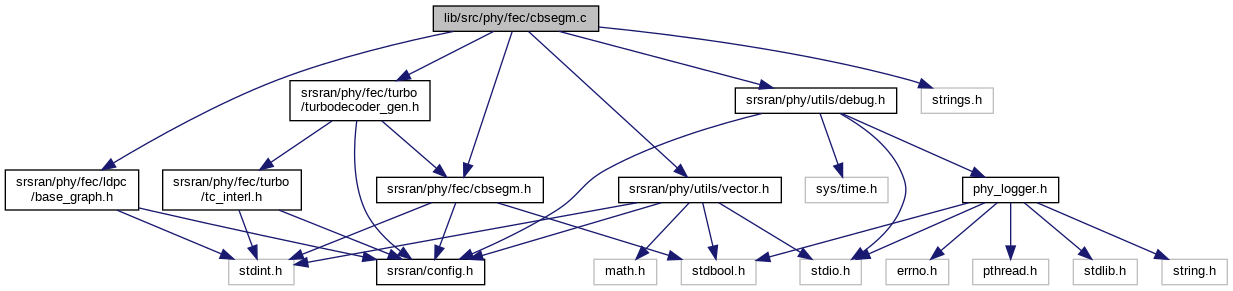 lib/src/phy/fec/cbsegm.c
srsran/phy/fec/turbo
/turbodecoder_gen.h
srsran/phy/utils/debug.h
strings.h
srsran/phy/fec/ldpc
/base_graph.h
srsran/phy/fec/turbo
/tc_interl.h
srsran/phy/fec/cbsegm.h
srsran/phy/utils/vector.h
sys/time.h
phy_logger.h
stdint.h
srsran/config.h
math.h
stdbool.h
stdio.h
errno.h
pthread.h
stdlib.h
string.h